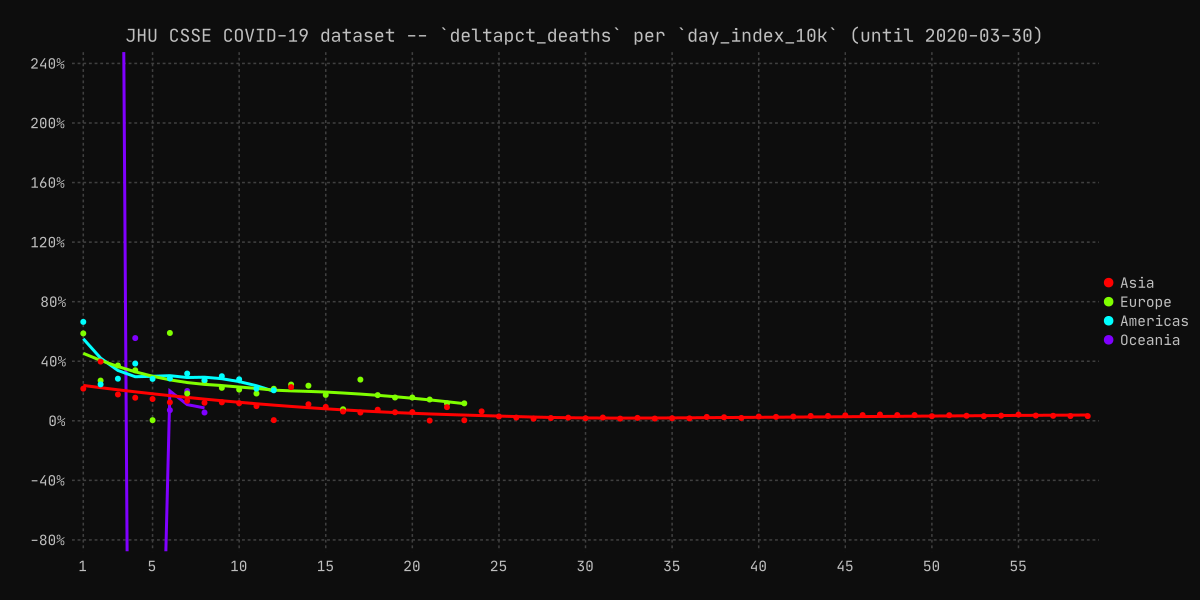 JHU CSSE COVID-19 dataset -- `deltapct_deaths` per `day_index_10k` (until 2020-03-30)
240%
200%
160%
120%
80%
40%
0%
-40%
-80%
1 5 10 15 20 25 30 35 40 45 50 55
Asia
Europe
Americas
Oceania